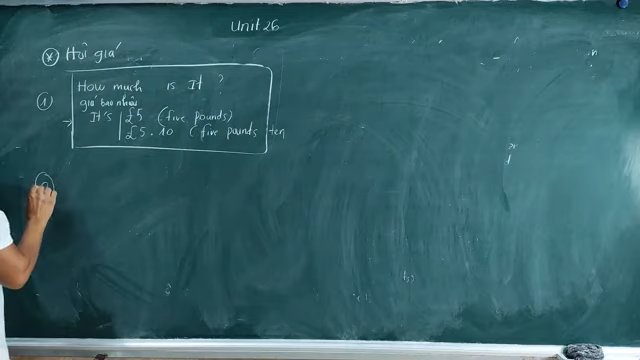 Unit 26
* Hỏi giá
① How much is It ?
giá bao nhiêu
→ It's £5 (five pounds)
£5.10 (five pounds ten